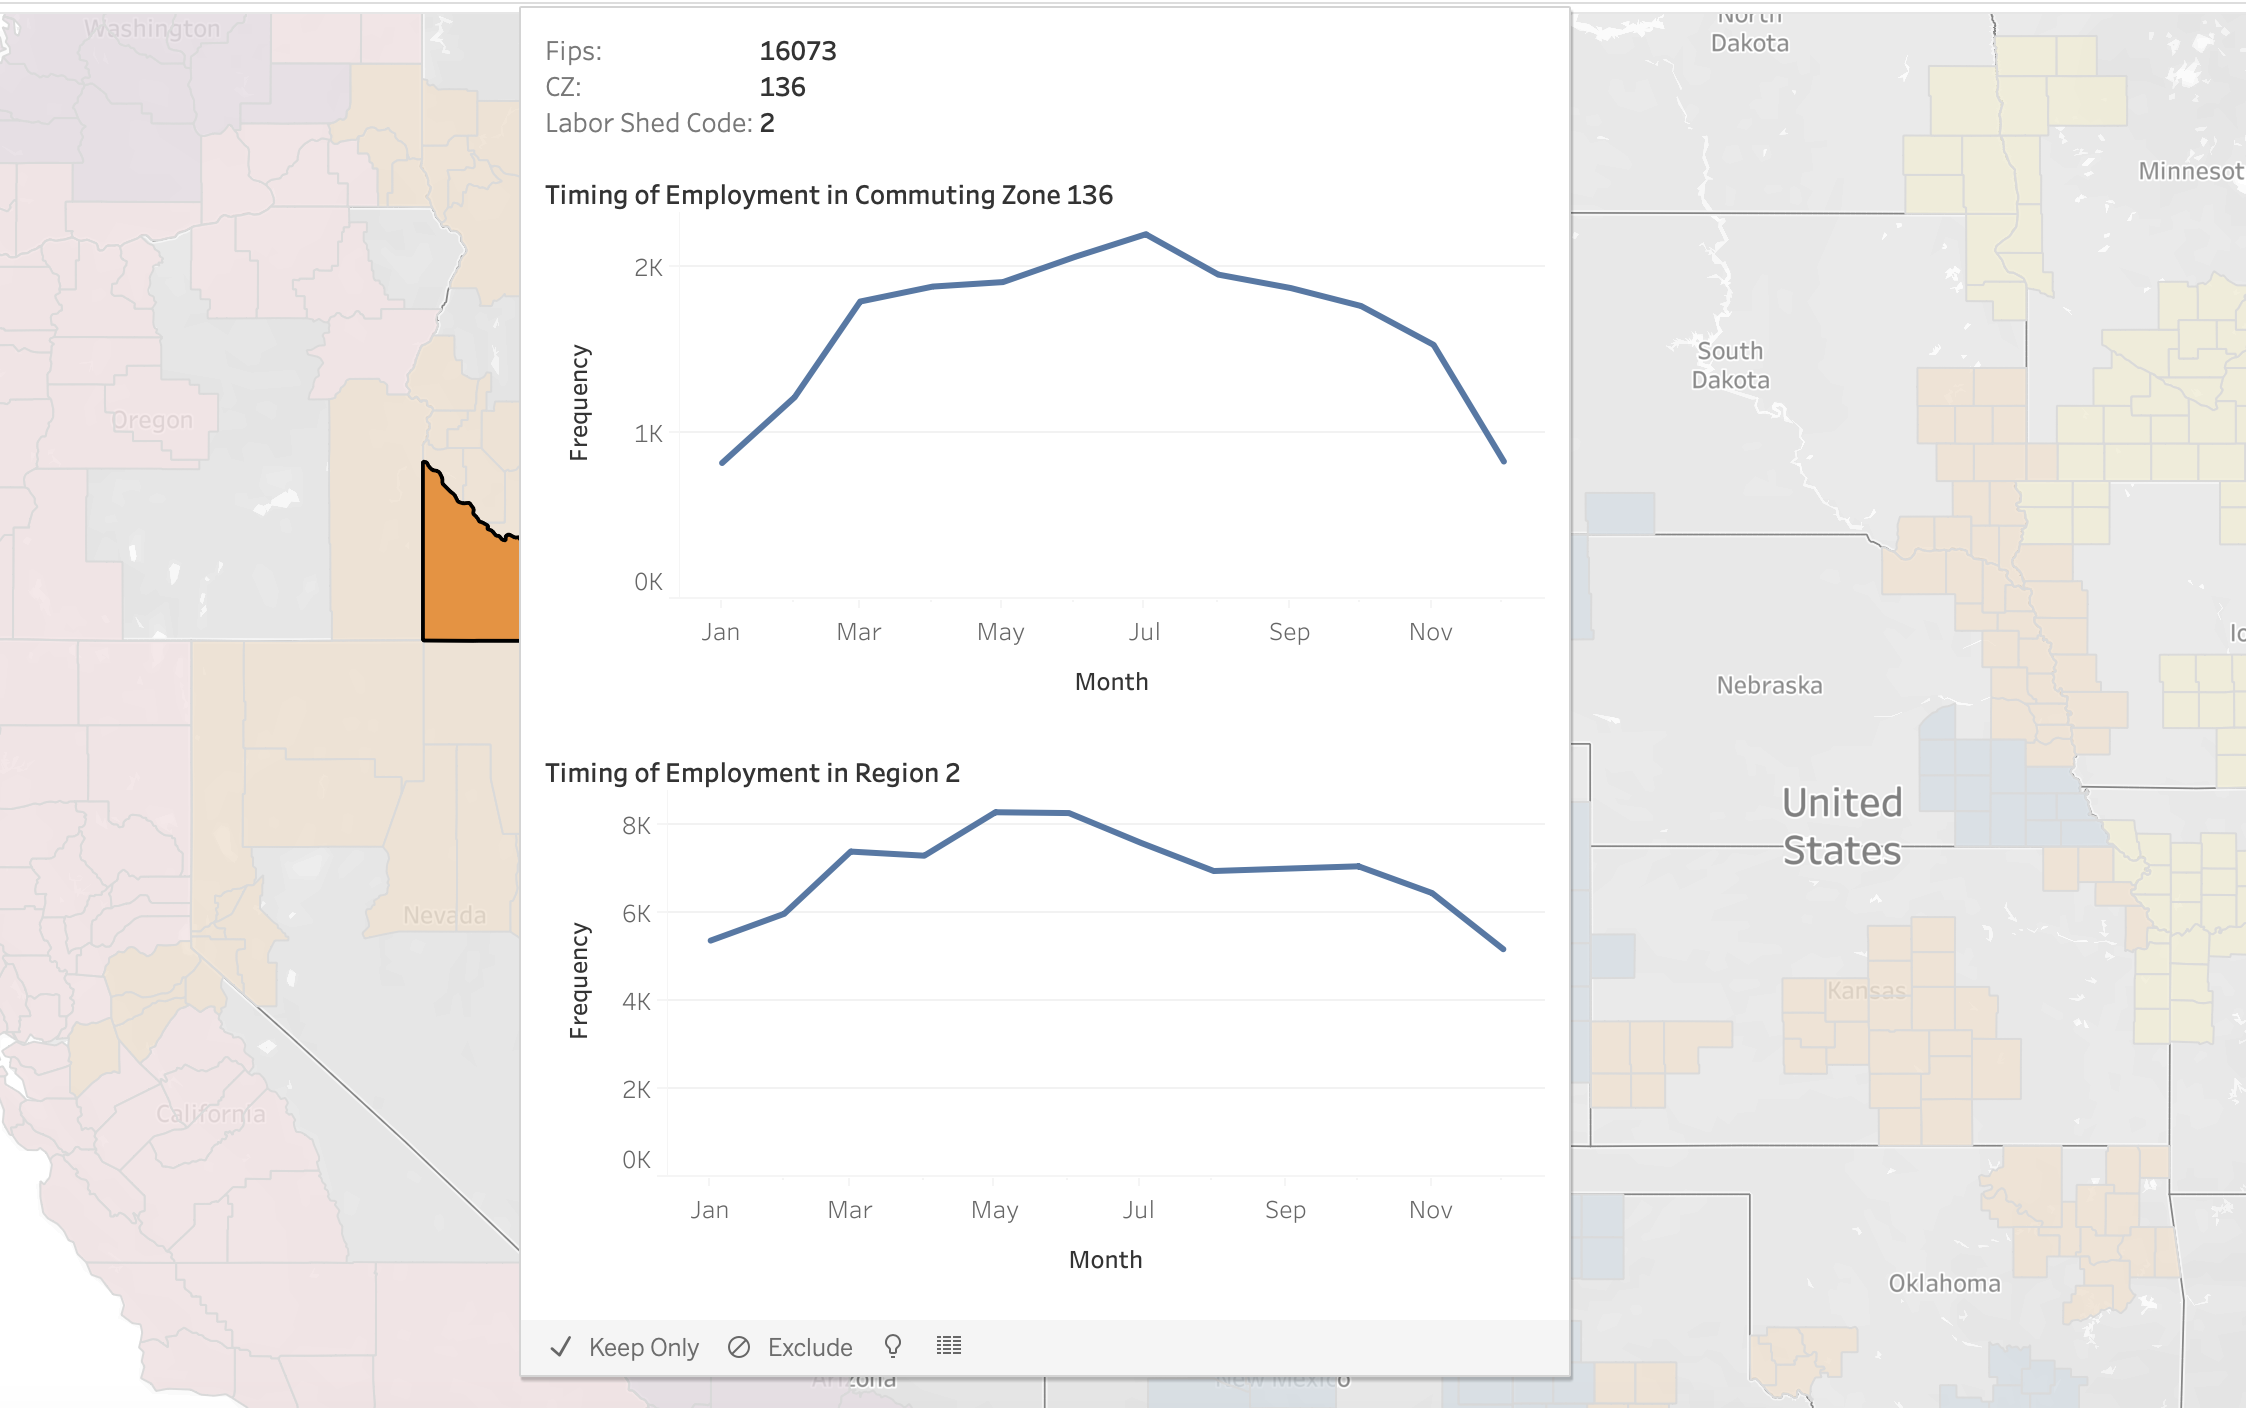 Washington
North
Dakota
Minnesot
Oregon
South
Dakota
Nebraska
United
States
Nevada
Kansas
California
Oklahoma
Arizona
New Mexico
Io
Fips: 16073
CZ: 136
Labor Shed Code: 2
Timing of Employment in Commuting Zone 136
Frequency
2K
1K
0K
Jan Mar May Jul Sep Nov
Month
Timing of Employment in Region 2
Frequency
8K
6K
4K
2K
0K
Jan Mar May Jul Sep Nov
Month
Keep Only Exclude